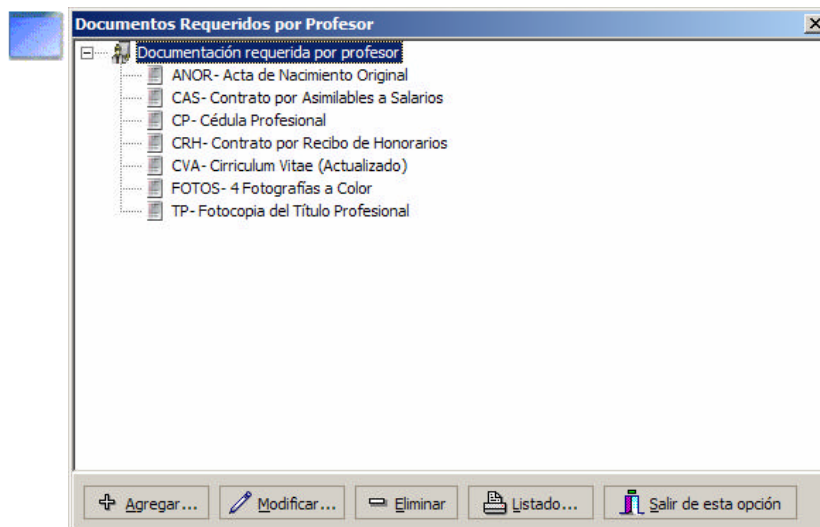 Documentos Requeridos por Profesor
Documentación requerida por profesor
ANOR- Acta de Nacimiento Original
CAS- Contrato por Asimilables a Salarios
CP- Cédula Profesional
CRH- Contrato por Recibo de Honorarios
CVA- Cirriculum Vitae (Actualizado)
FOTOS- 4 Fotografías a Color
TP- Fotocopia del Título Profesional
Agregar... Modificar... Eliminar Listado... Salir de esta opción